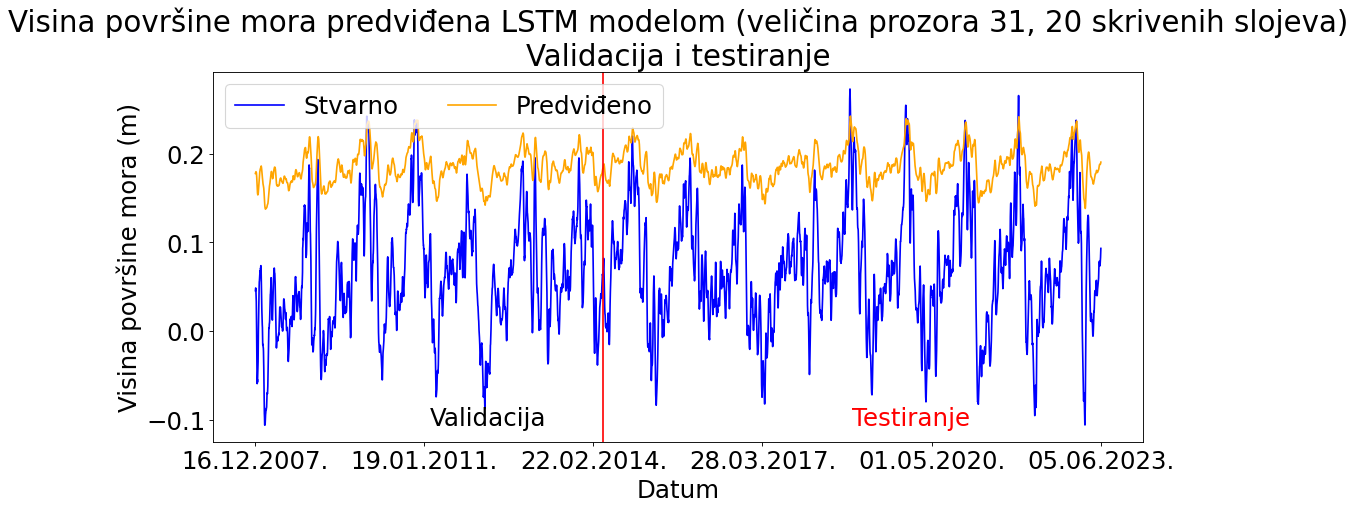 Visina površine mora predviđena LSTM modelom (veličina prozora 31, 20 skrivenih slojeva)
Validacija i testiranje
Stvarno
Predviđeno
Visina površine mora (m)
0.2
0.1
0.0
−0.1
Validacija
Testiranje
16.12.2007.
19.01.2011.
22.02.2014.
28.03.2017.
01.05.2020.
05.06.2023.
Datum